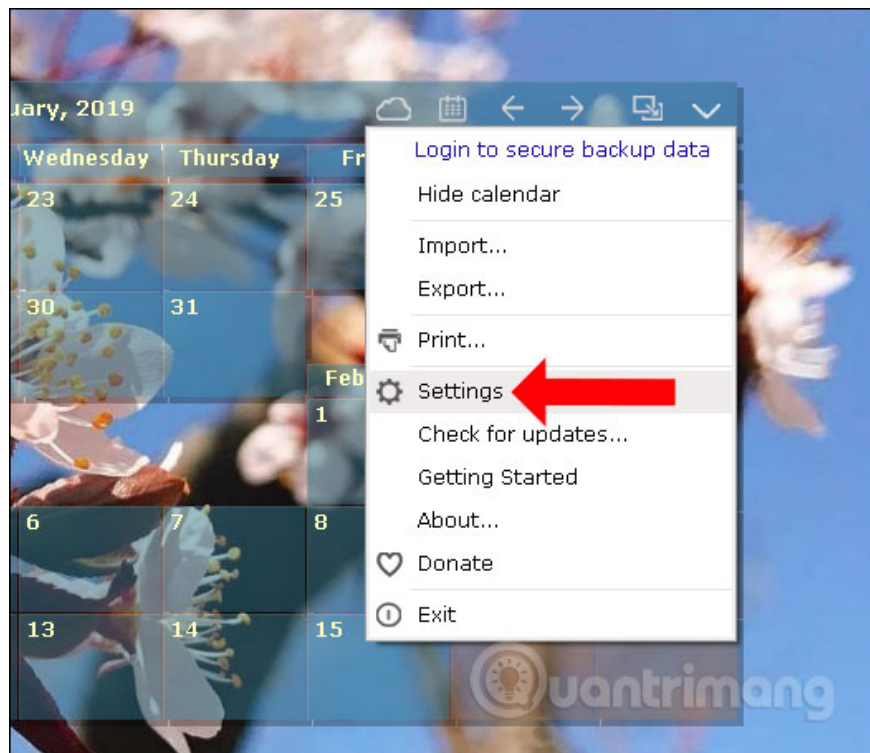 uary, 2019
Login to secure backup data
Wednesday Thursday Fr
Hide calendar
23 24 25
Import...
Export...
30 31
Print...
Feb
Settings
1
Check for updates...
Getting Started
6 7 8
About...
Donate
13 14 15
Exit
Quantrimang